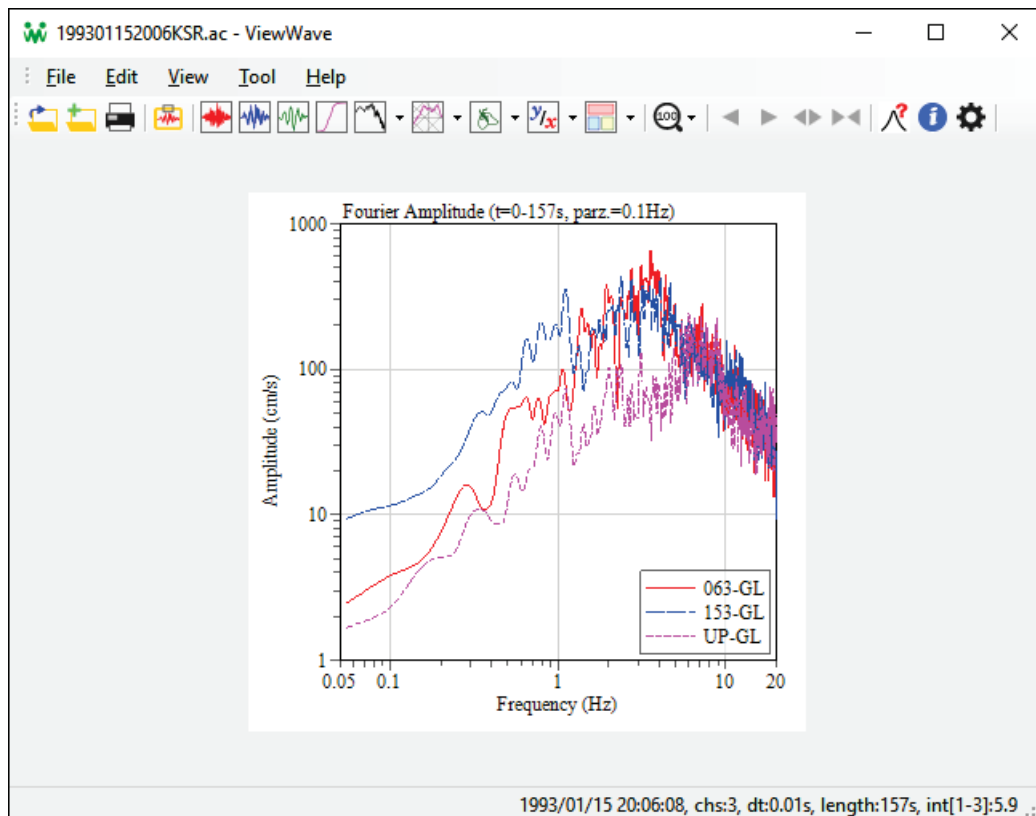 199301152006KSR.ac - ViewWave
File Edit View Tool Help
y/x 100 ? i
Fourier Amplitude (t=0-157s, parz.=0.1Hz)
1000
100
10
1
Amplitude (cm/s)
063-GL
153-GL
UP-GL
0.05 0.1 1 10 20
Frequency (Hz)
1993/01/15 20:06:08, chs:3, dt:0.01s, length:157s, int[1-3]:5.9